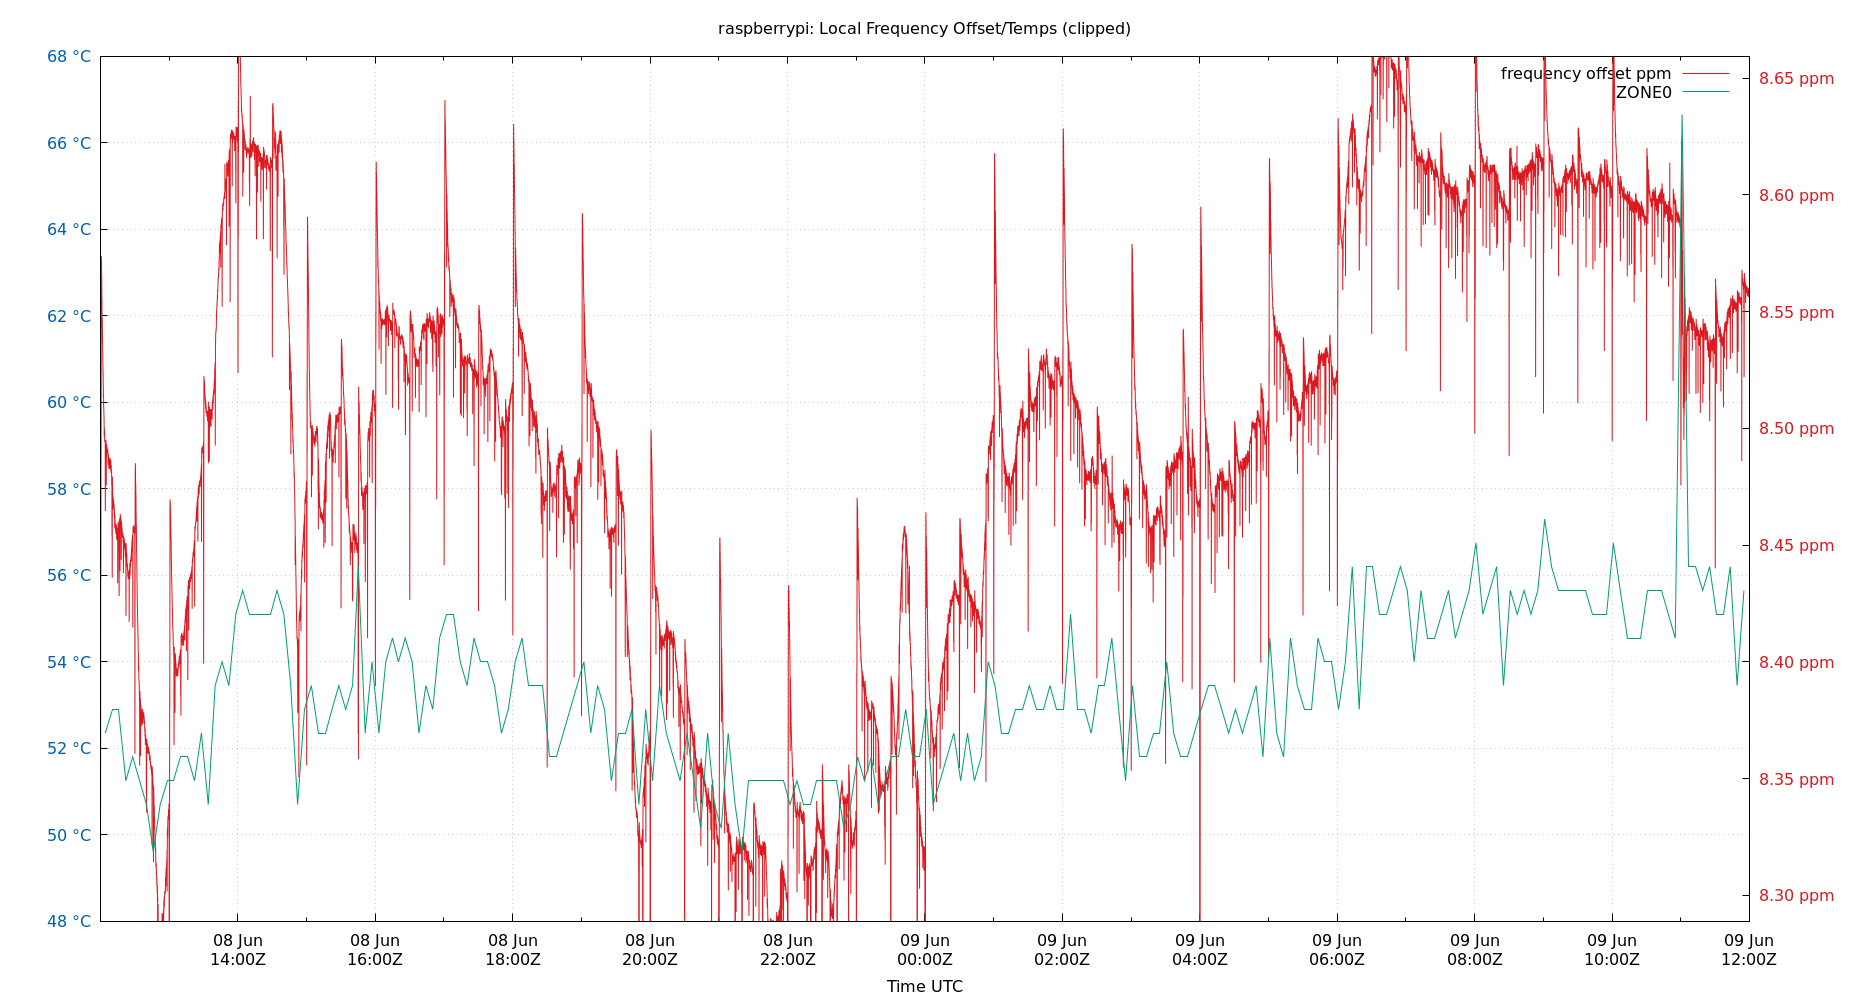 raspberrypi: Local Frequency Offset/Temps (clipped)
frequency offset ppm
ZONE0
68 °C
66 °C
64 °C
62 °C
60 °C
58 °C
56 °C
54 °C
52 °C
50 °C
48 °C
8.65 ppm
8.60 ppm
8.55 ppm
8.50 ppm
8.45 ppm
8.40 ppm
8.35 ppm
8.30 ppm
08 Jun
14:00Z
08 Jun
16:00Z
08 Jun
18:00Z
08 Jun
20:00Z
08 Jun
22:00Z
09 Jun
00:00Z
09 Jun
02:00Z
09 Jun
04:00Z
09 Jun
06:00Z
09 Jun
08:00Z
09 Jun
10:00Z
09 Jun
12:00Z
Time UTC